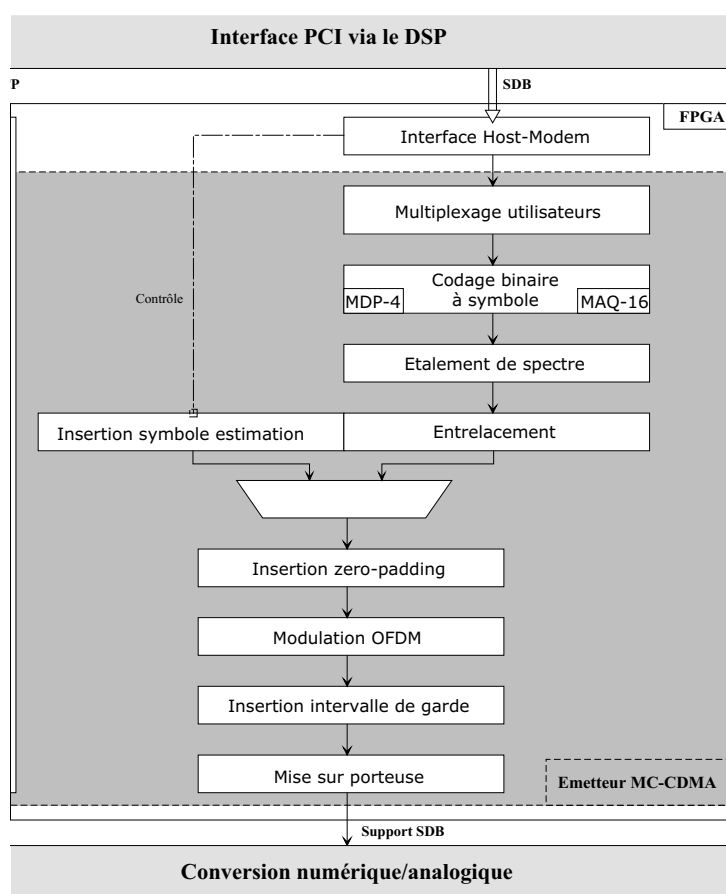 Interface PCI via le DSP
P
SDB
FPGA
Interface Host-Modem
Multiplexage utilisateurs
Codage binaire
à symbole
MDP-4
MAQ-16
Contrôle
Etalement de spectre
Insertion symbole estimation
Entrelacement
Insertion zero-padding
Modulation OFDM
Insertion intervalle de garde
Mise sur porteuse
Emetteur MC-CDMA
Support SDB
Conversion numérique/analogique